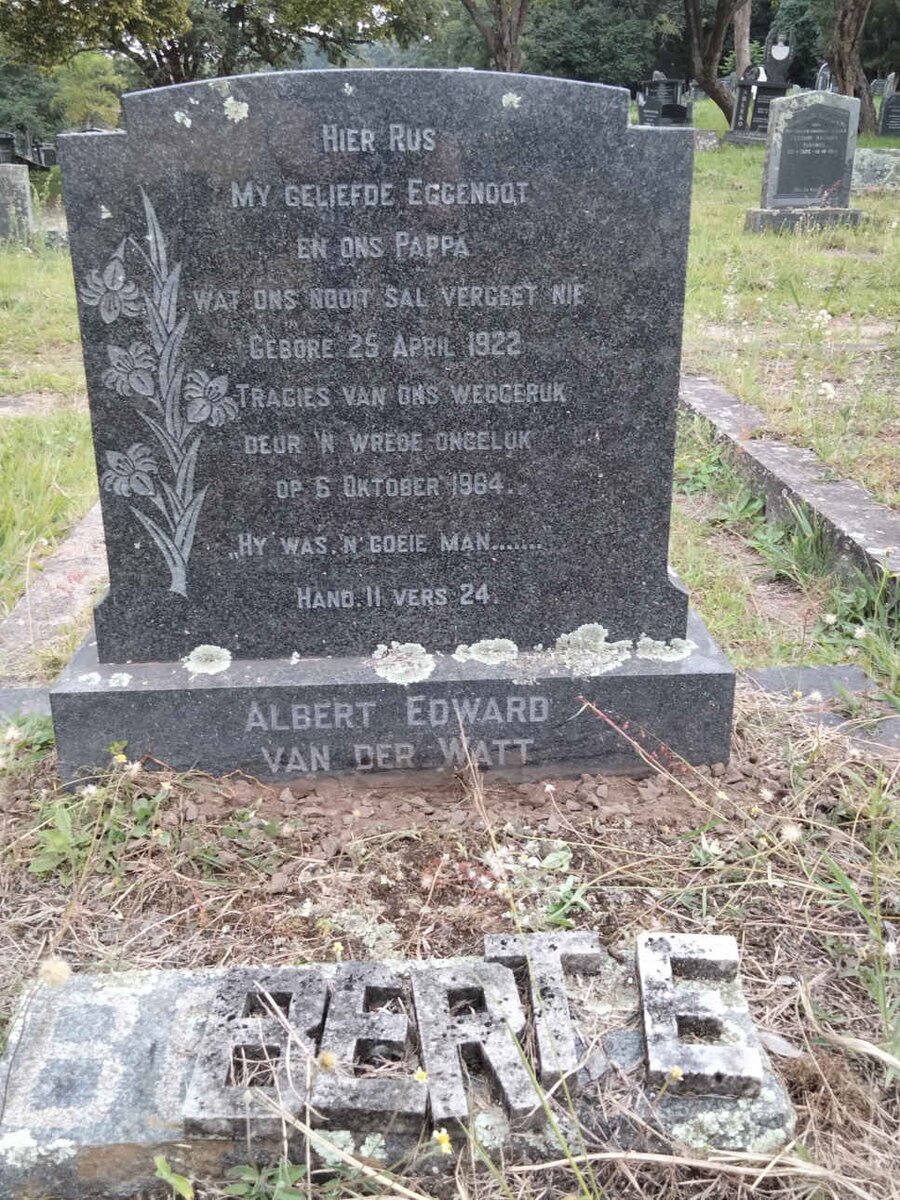 HIER RUS
MY GELIEFDE EGGENOOT
EN ONS PAPPA
WAT ONS NOOIT SAL VERGEET NIE
GEBORE 25 APRIL 1922
TRAGIES VAN ONS WEGGERUK
DEUR 'N WREDE ONGELUK
OP 6 OKTOBER 1964.
„HY WAS 'N GOEIE MAN.......
HAND. 11 VERS 24.
ALBERT EDWARD
VAN DER WATT
BERTE